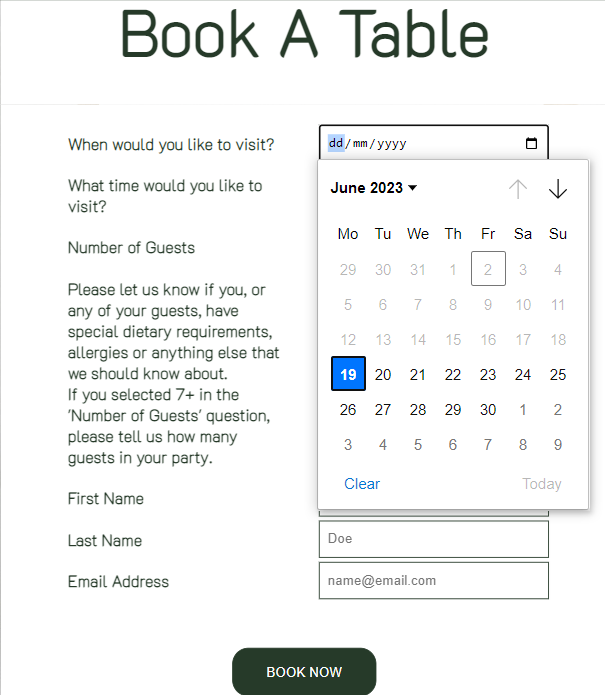 Book A Table
When would you like to visit?
dd/mm/yyyy
What time would you like to
visit?
Number of Guests
Please let us know if you, or
any of your guests, have
special dietary requirements,
allergies or anything else that
we should know about.
If you selected 7+ in the
'Number of Guests' question,
please tell us how many
guests in your party.
June 2023
Mo Tu We Th Fr Sa Su
29 30 31 1 2 3 4
5 6 7 8 9 10 11
12 13 14 15 16 17 18
19 20 21 22 23 24 25
26 27 28 29 30 1 2
3 4 5 6 7 8 9
Clear Today
First Name
Last Name
Doe
Email Address
name@email.com
BOOK NOW